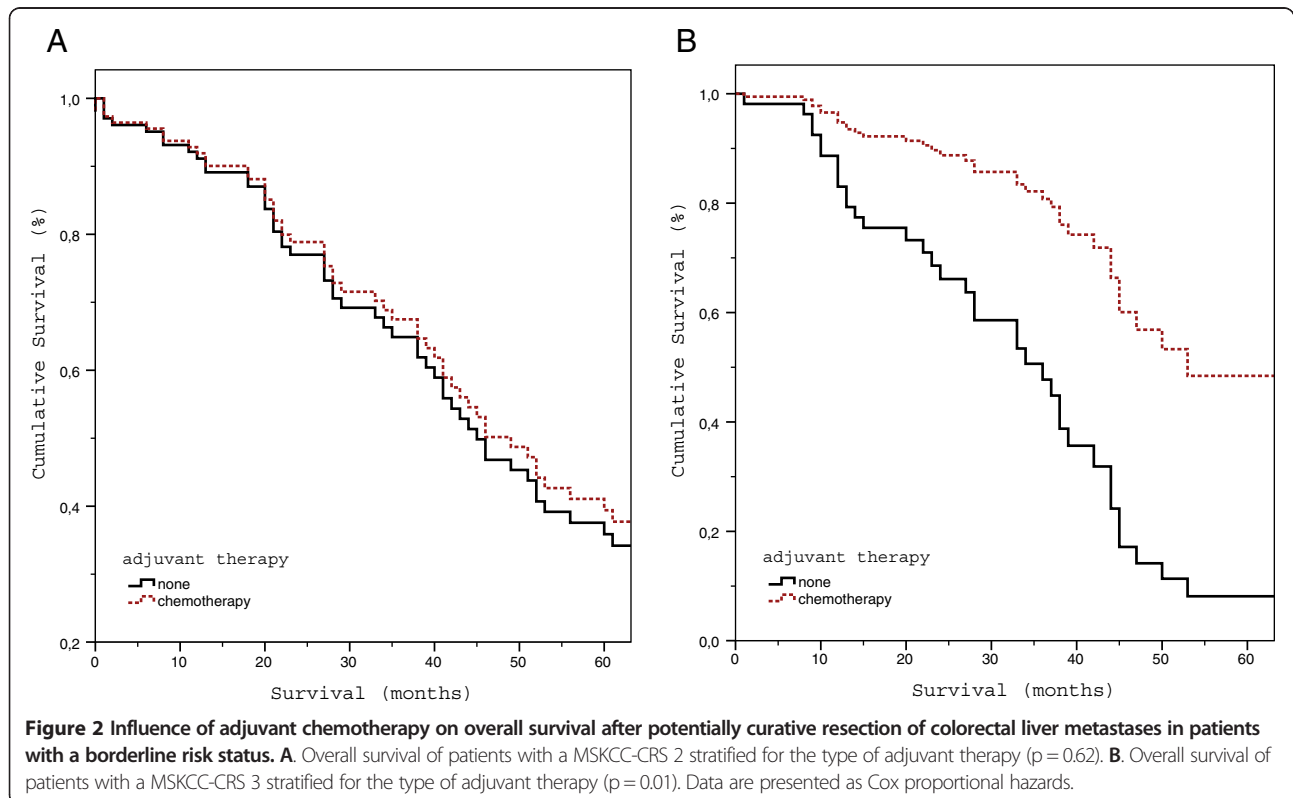 A
B
Cumulative Survival (%)
1,0
0,8
0,6
0,4
0,2
adjuvant therapy
none
chemotherapy
0 10 20 30 40 50 60
Survival (months)
Cumulative Survival (%)
1,0
0,8
0,6
0,4
0,2
0,0
adjuvant therapy
none
chemotherapy
0 10 20 30 40 50 60
Survival (months)
Figure 2 Influence of adjuvant chemotherapy on overall survival after potentially curative resection of colorectal liver metastases in patients
with a borderline risk status. A. Overall survival of patients with a MSKCC-CRS 2 stratified for the type of adjuvant therapy (p = 0.62). B. Overall survival of
patients with a MSKCC-CRS 3 stratified for the type of adjuvant therapy (p = 0.01). Data are presented as Cox proportional hazards.